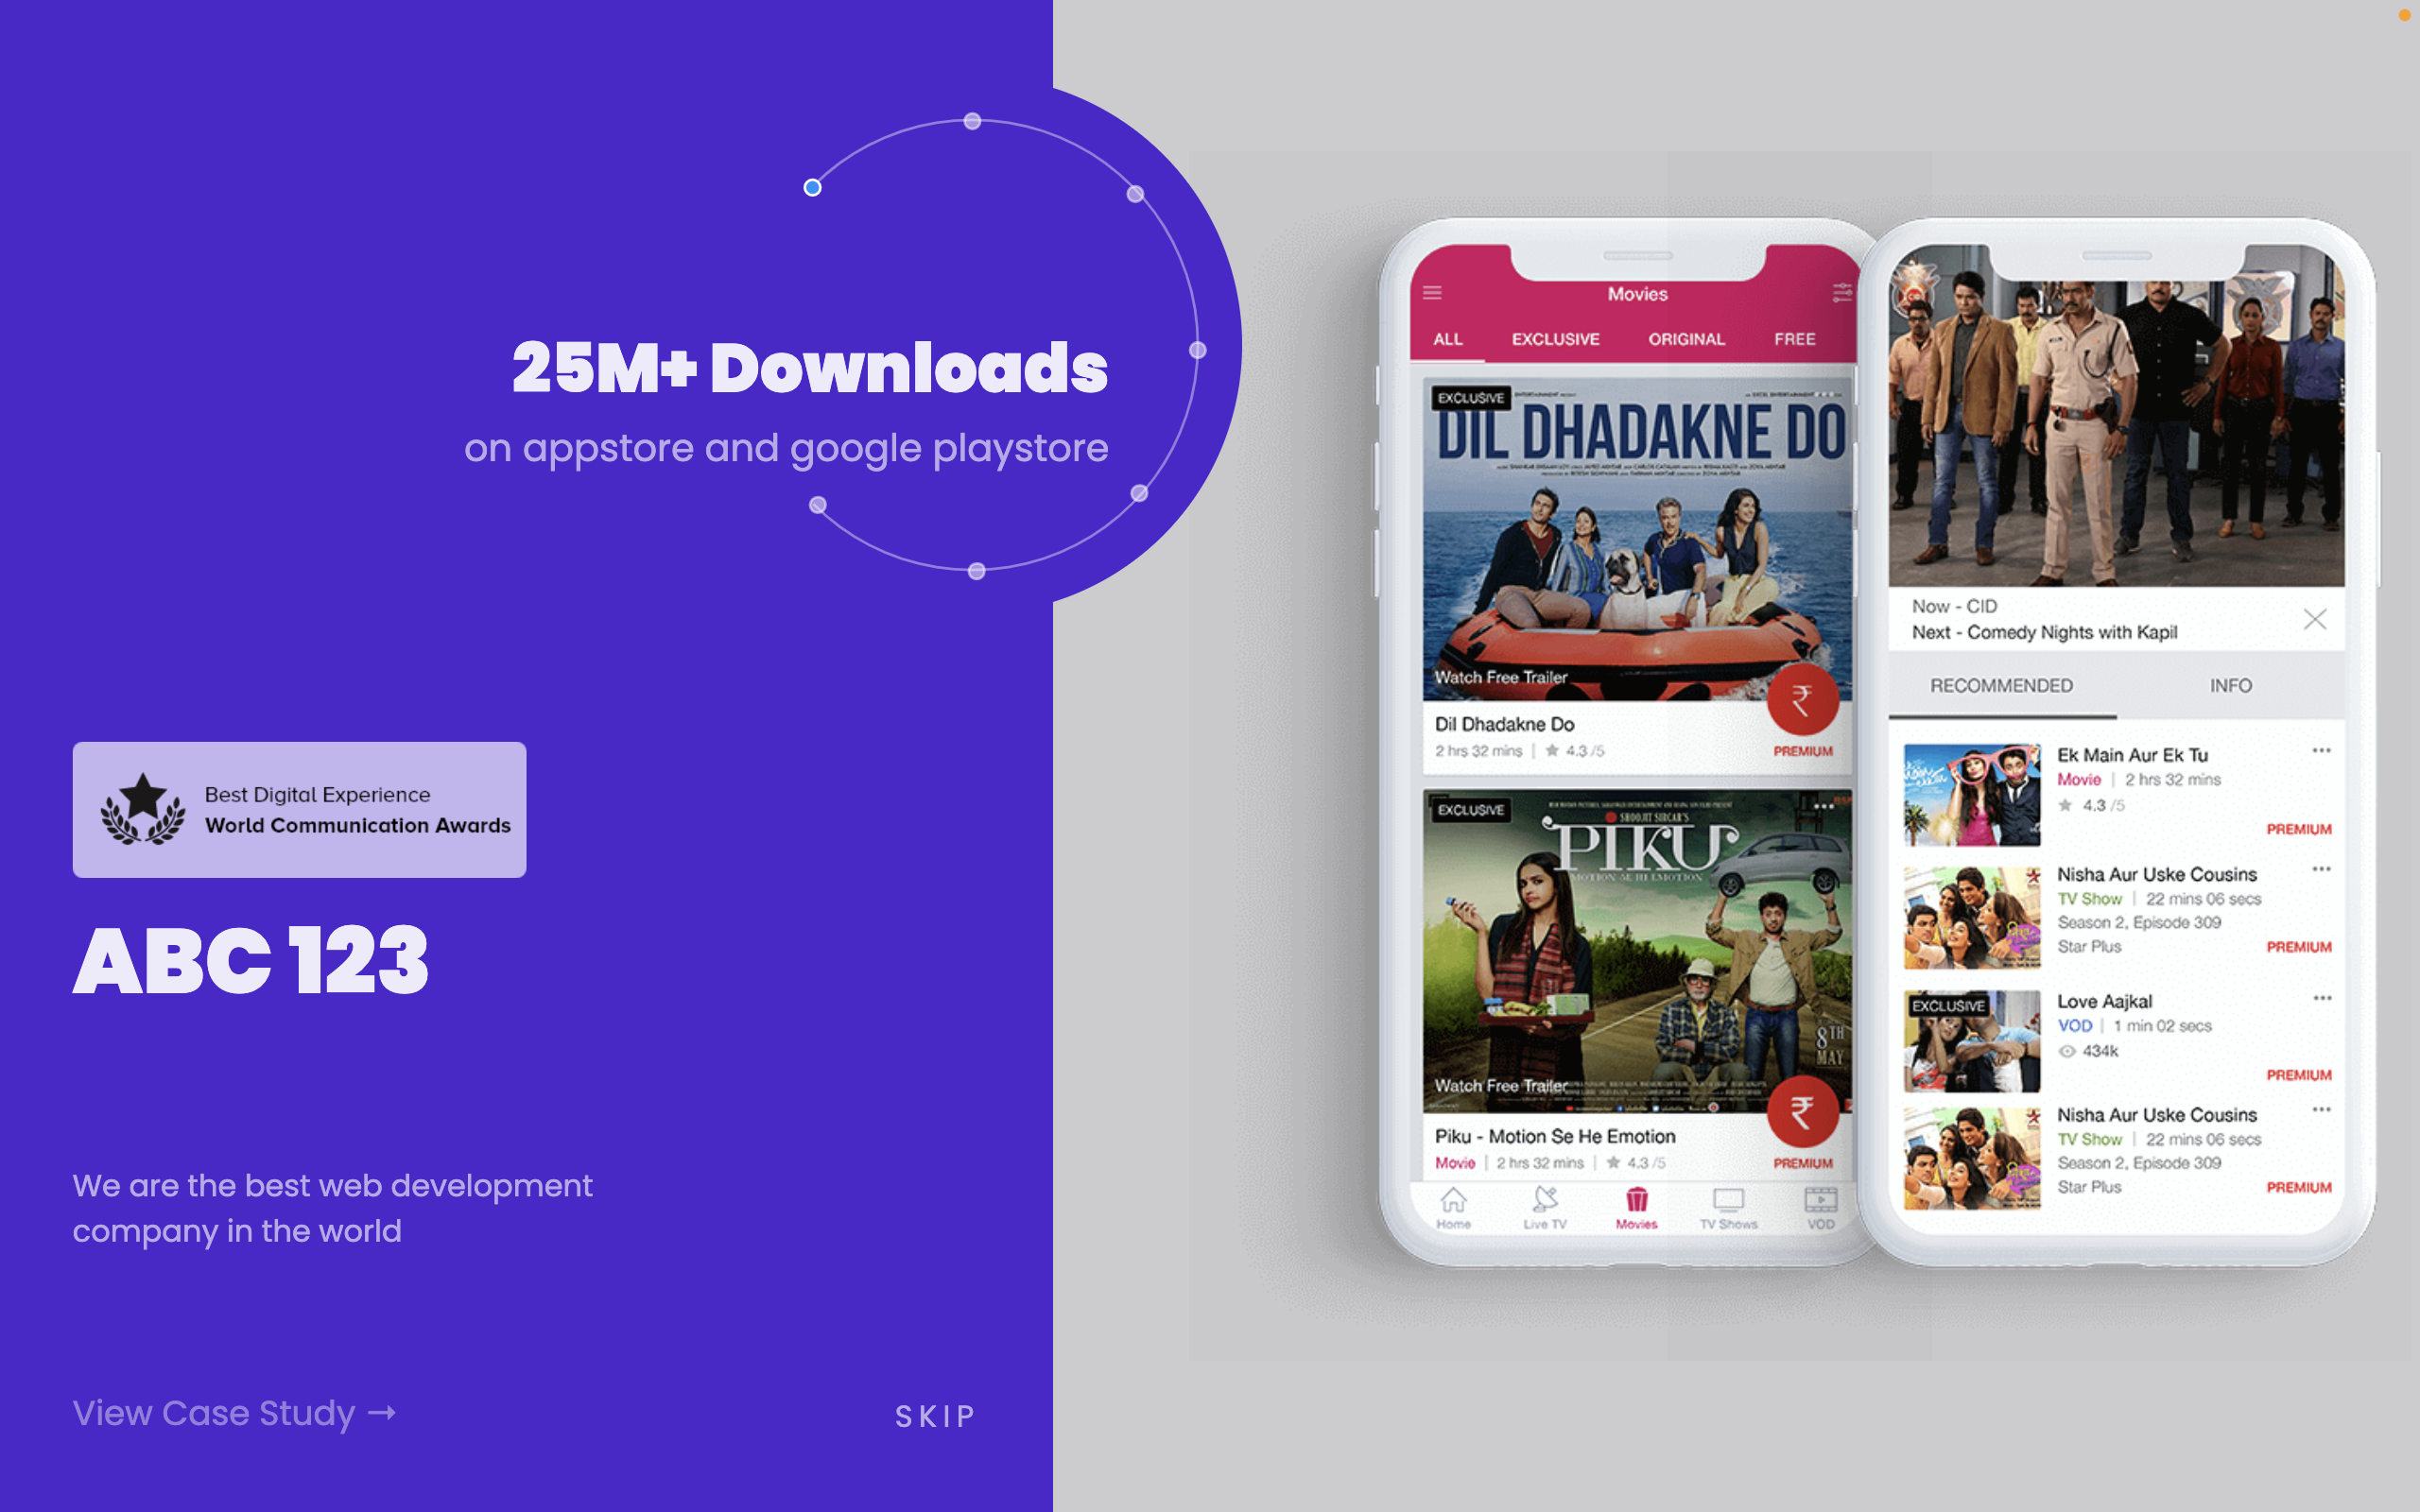 25M+ Downloads
on appstore and google playstore
Best Digital Experience
World Communication Awards
ABC 123
We are the best web development
company in the world
View Case Study →
SKIP
Movies
ALL EXCLUSIVE ORIGINAL FREE
EXCLUSIVE
DIL DHADAKNE DO
Watch Free Trailer
₹
Dil Dhadakne Do
2 hrs 32 mins | ★ 4.3 /5
PREMIUM
EXCLUSIVE
SHOOJIT SIRCAR'S
PIKU
MOTION SE HI EMOTION
8TH
MAY
Watch Free Trailer
₹
Piku - Motion Se He Emotion
Movie | 2 hrs 32 mins | ★ 4.3 /5
PREMIUM
Home Live TV Movies TV Shows VOD
Now - CID
Next - Comedy Nights with Kapil
RECOMMENDED INFO
Ek Main Aur Ek Tu
Movie | 2 hrs 32 mins
★ 4.3 /5
PREMIUM
Nisha Aur Uske Cousins
TV Show | 22 mins 06 secs
Season 2, Episode 309
Star Plus
PREMIUM
EXCLUSIVE
Love Aajkal
VOD | 1 min 02 secs
434k
PREMIUM
Nisha Aur Uske Cousins
TV Show | 22 mins 06 secs
Season 2, Episode 309
Star Plus
PREMIUM